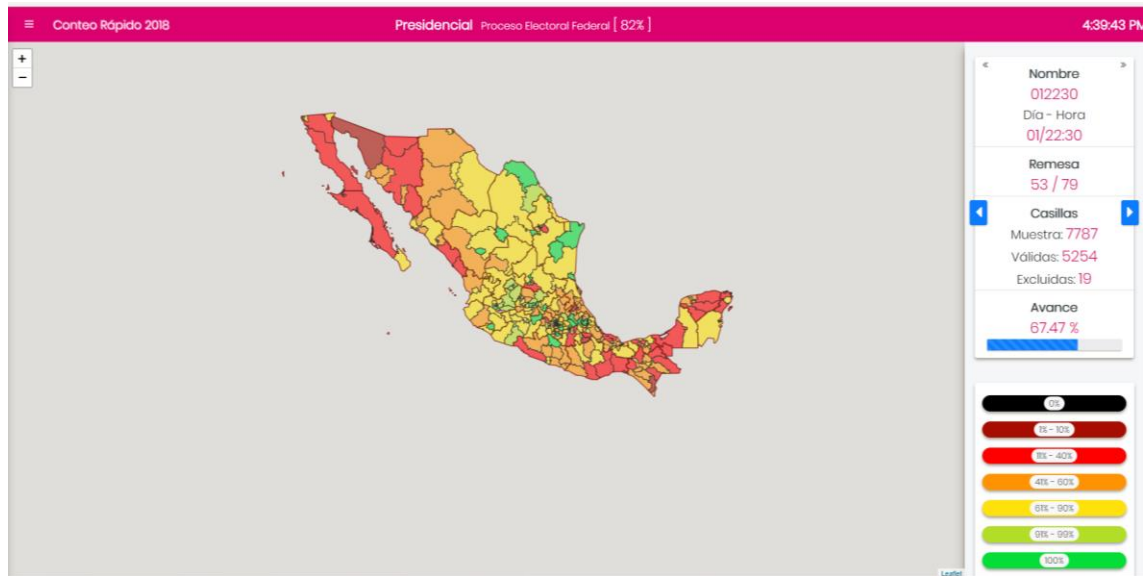 ≡ Conteo Rápido 2018 Presidencial Proceso Electoral Federal [ 82% ] 4:39:43 PM
+
−
« »
Nombre
012230
Día - Hora
01/22:30
Remesa
53 / 79
Casillas
Muestra: 7787
Válidas: 5254
Excluidas: 19
Avance
67.47 %
0%
1% - 10%
11% - 40%
41% - 60%
61% - 90%
91% - 99%
100%
Leaflet